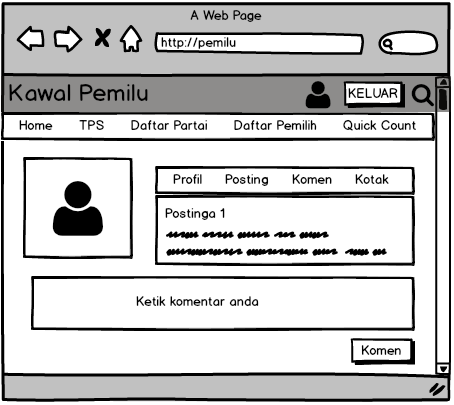 A Web Page
http://pemilu
Kawal Pemilu
KELUAR
Home TPS Daftar Partai Daftar Pemilih Quick Count
Profil Posting Komen Kotak
Postinga 1
Ketik komentar anda
Komen